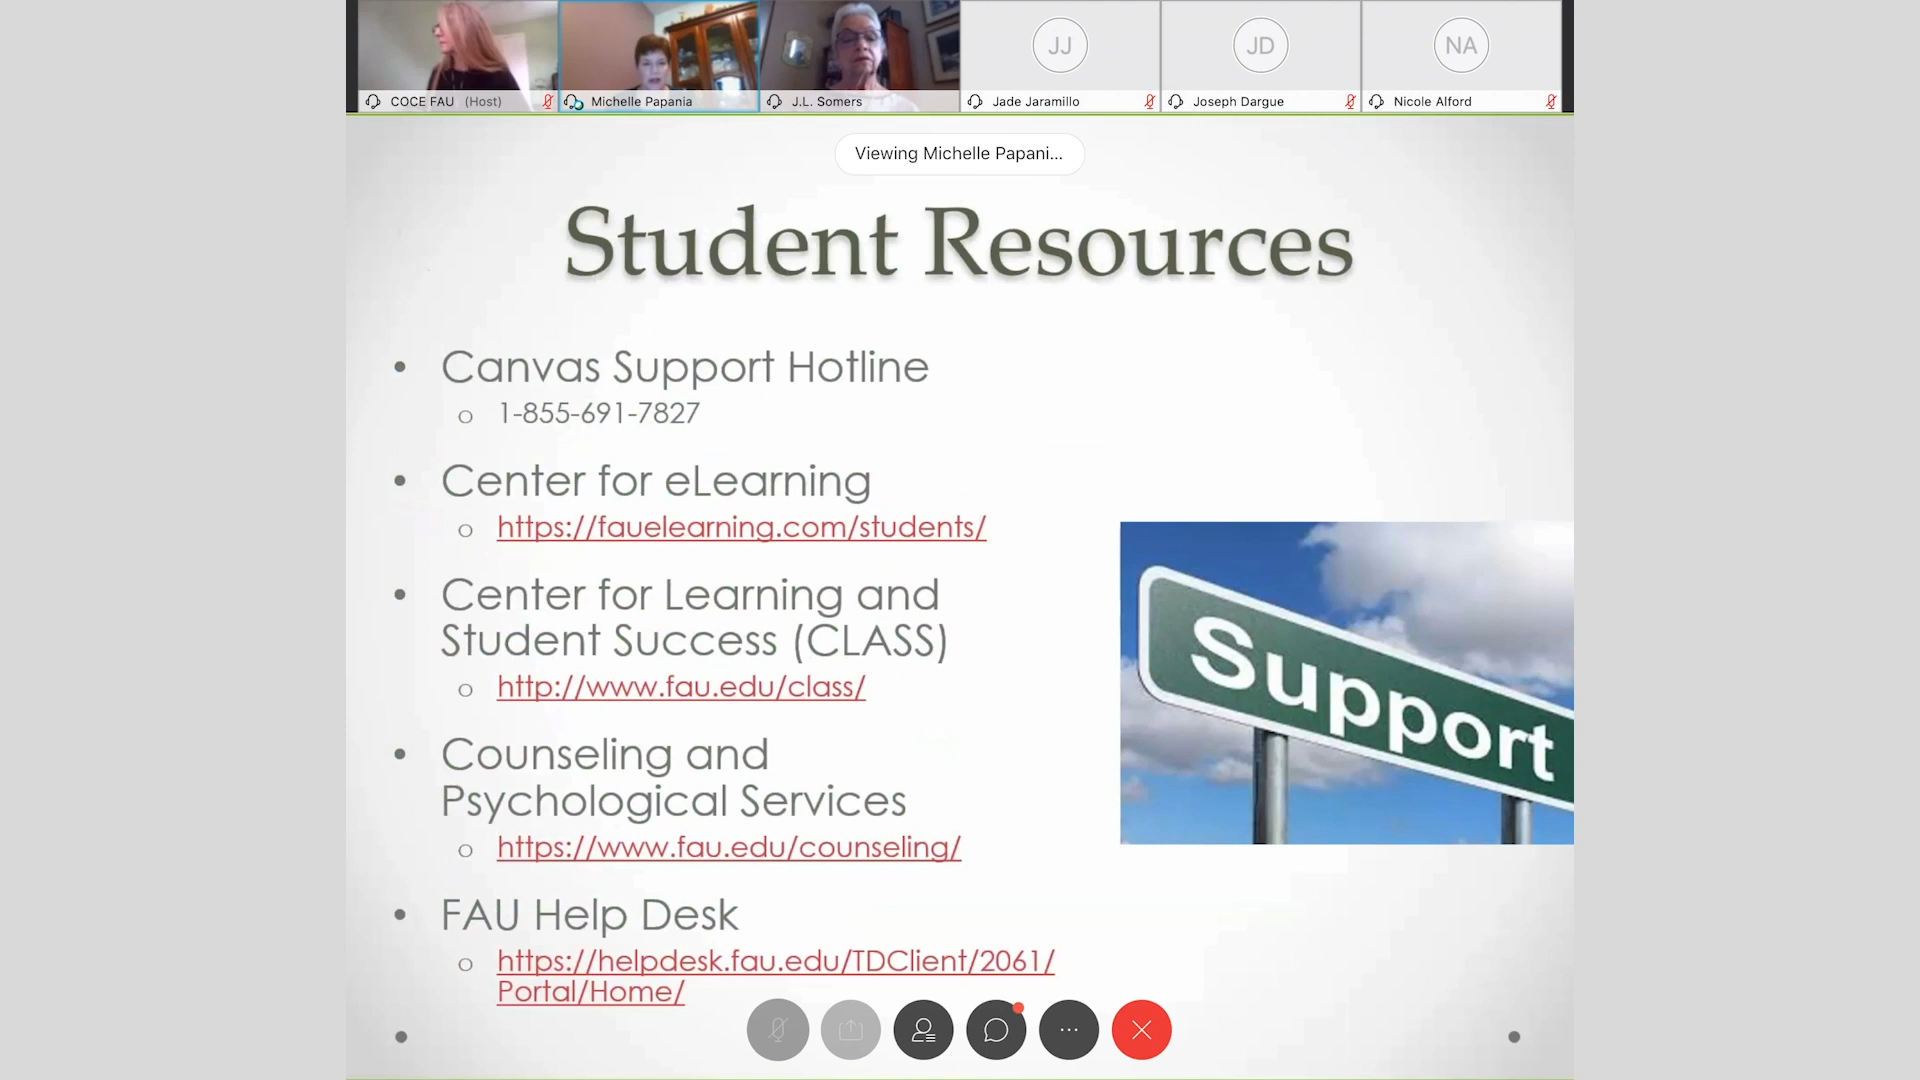 COCE FAU (Host)
Michelle Papania
J.L. Somers
JJ
Jade Jaramillo
JD
Joseph Dargue
NA
Nicole Alford
Viewing Michelle Papani...
Student Resources
• Canvas Support Hotline
o 1-855-691-7827
• Center for eLearning
o https://fauelearning.com/students/
• Center for Learning and
Student Success (CLASS)
o http://www.fau.edu/class/
• Counseling and
Psychological Services
o https://www.fau.edu/counseling/
• FAU Help Desk
o https://helpdesk.fau.edu/TDClient/2061/
Portal/Home/
Support